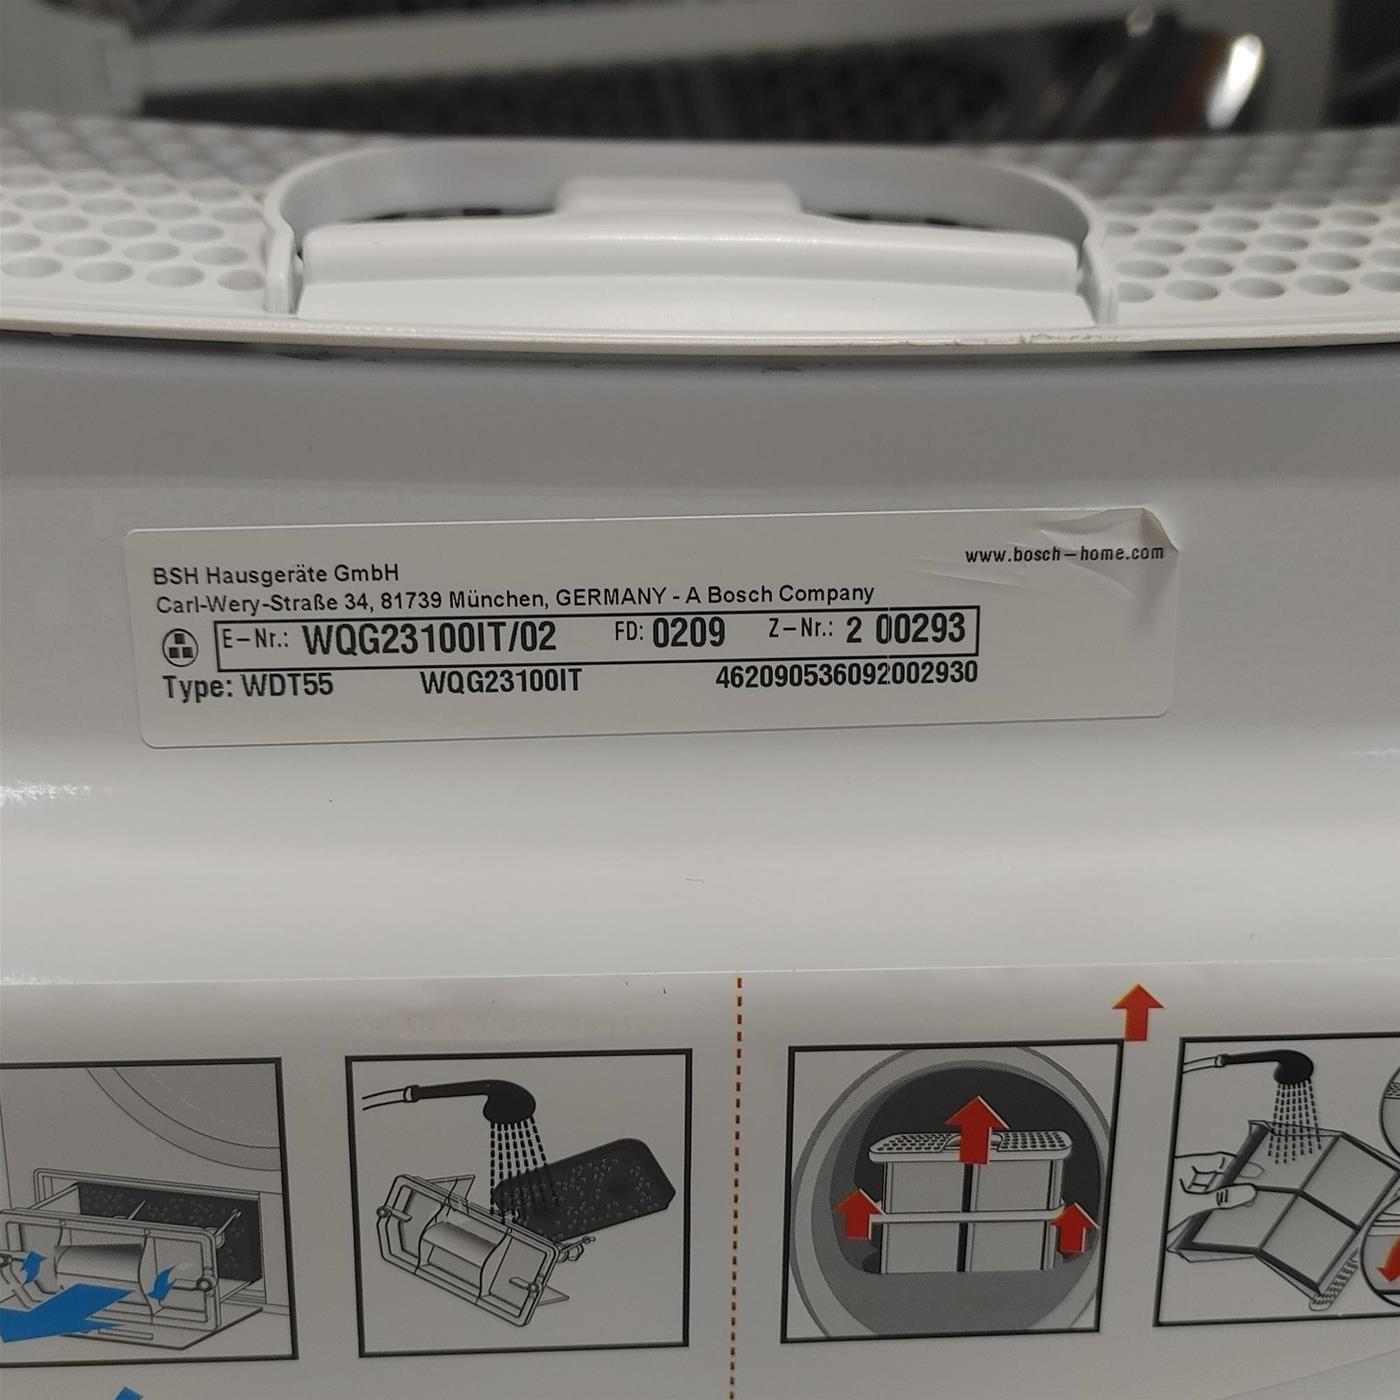 www.bosch-home.com
BSH Hausgeräte GmbH
Carl-Wery-Straße 34, 81739 München, GERMANY - A Bosch Company
E-Nr.: WQG23100IT/02 FD: 0209 Z-Nr.: 2 00293
Type: WDT55 WQG23100IT 462090536092002930